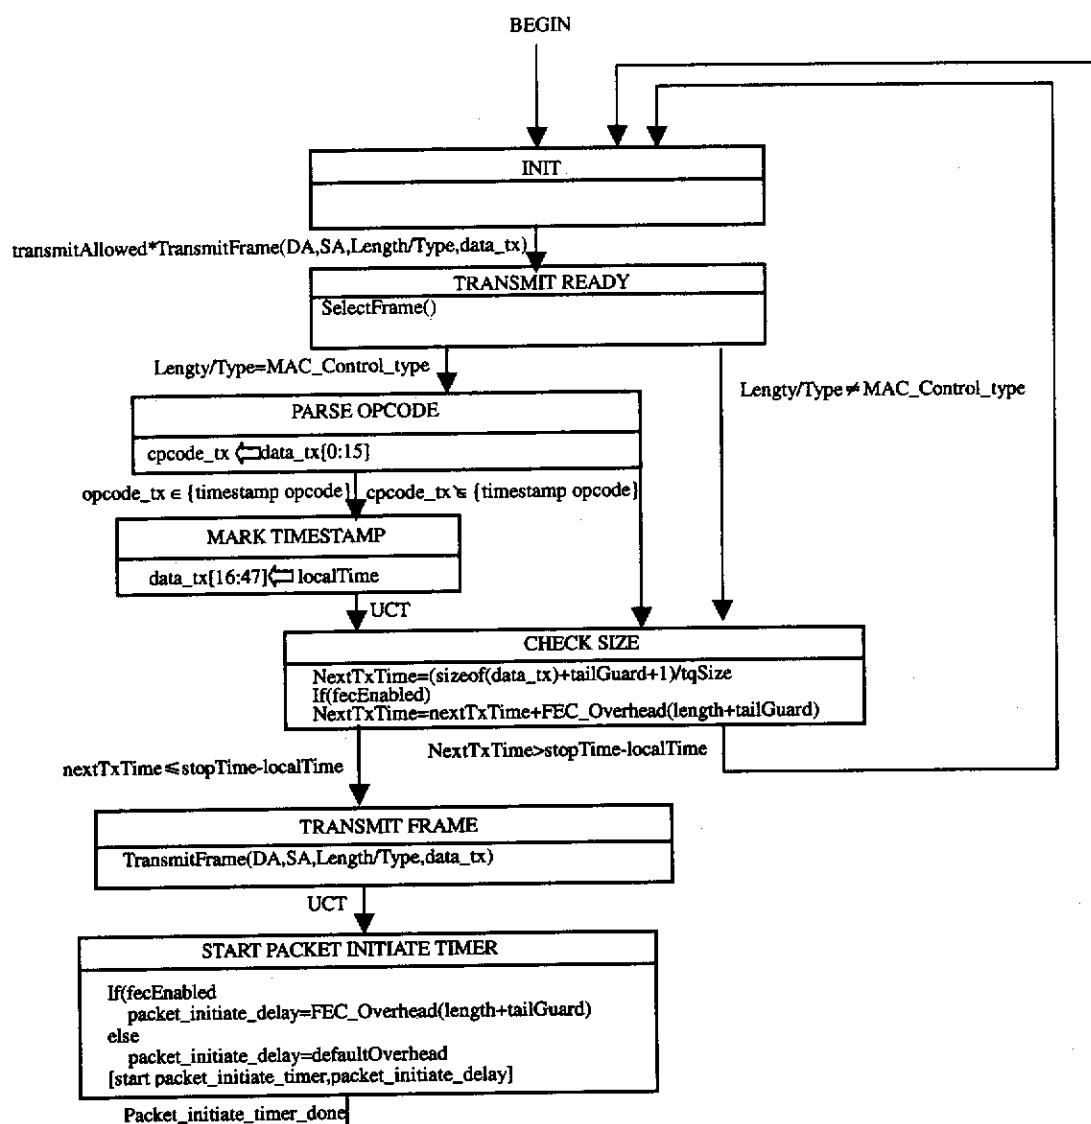 BEGIN
INIT
transmitAllowed*TransmitFrame(DA,SA,Length/Type,data_tx)
TRANSMIT READY
SelectFrame()
Lengty/Type=MAC_Control_type
Lengty/Type≠MAC_Control_type
PARSE OPCODE
cpcode_tx ⇐data_tx[0:15]
opcode_tx ∈ {timestamp opcode}
cpcode_tx ∉ {timestamp opcode}
MARK TIMESTAMP
data_tx[16:47]⇐ localTime
UCT
CHECK SIZE
NextTxTime=(sizeof(data_tx)+tailGuard+1)/tqSize
If(fecEnabled)
NextTxTime=nextTxTime+FEC_Overhead(length+tailGuard)
NextTxTime>stopTime-localTime
nextTxTime⩽stopTime-localTime
TRANSMIT FRAME
TransmitFrame(DA,SA,Length/Type,data_tx)
UCT
START PACKET INITIATE TIMER
If(fecEnabled
packet_initiate_delay=FEC_Overhead(length+tailGuard)
else
packet_initiate_delay=defaultOverhead
[start packet_initiate_timer,packet_initiate_delay]
Packet_initiate_timer_done